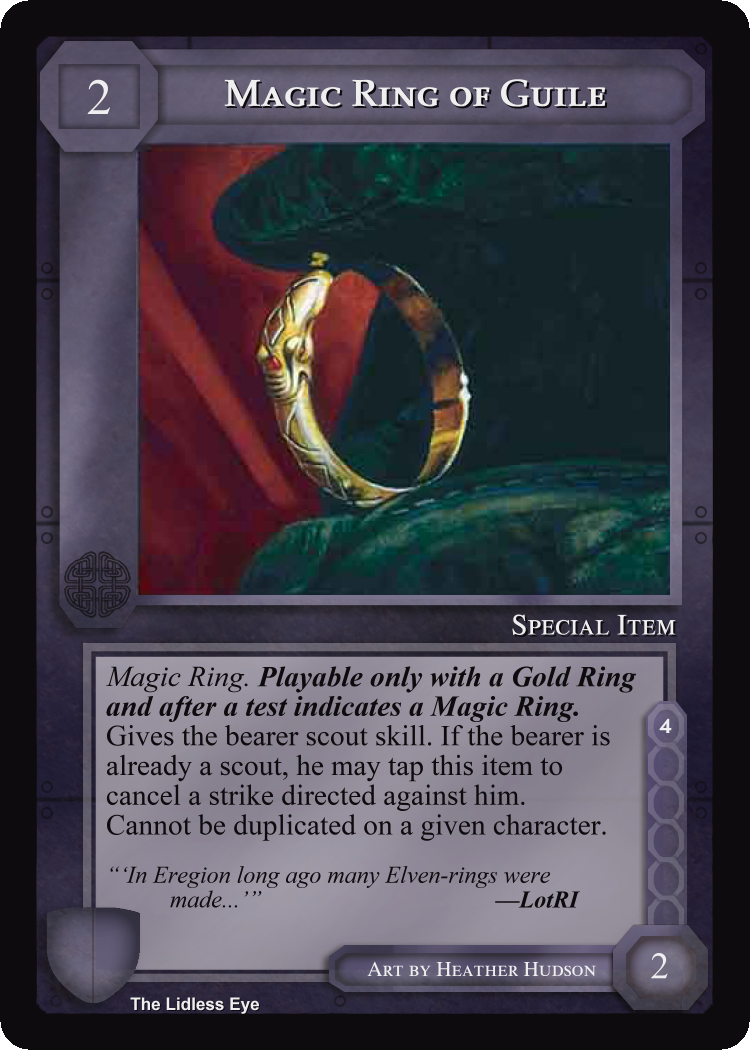 2
Magic Ring of Guile
Special Item
Magic Ring. Playable only with a Gold Ring
and after a test indicates a Magic Ring.
Gives the bearer scout skill. If the bearer is
already a scout, he may tap this item to
cancel a strike directed against him.
Cannot be duplicated on a given character.
4
“‘In Eregion long ago many Elven-rings were
made...’” —LotRI
Art by Heather Hudson
2
The Lidless Eye